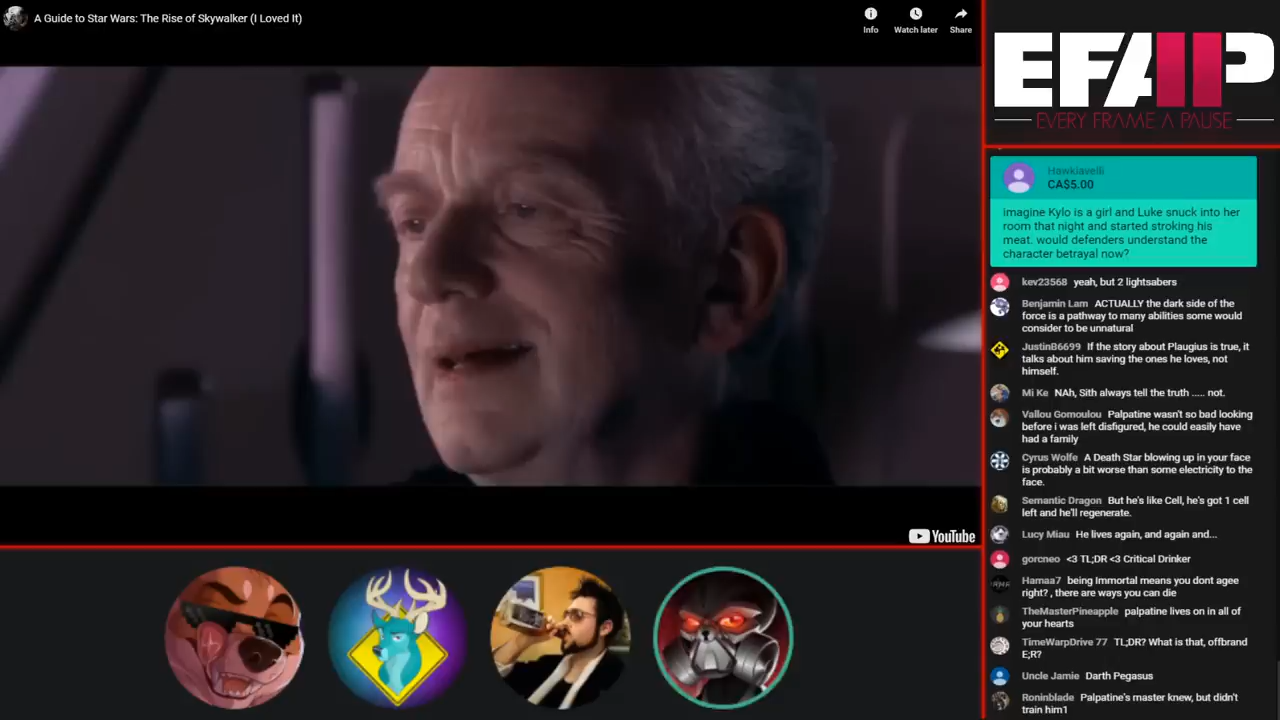 A Guide to Star Wars: The Rise of Skywalker (I Loved It)
Info
Watch later
Share
YouTube
EFAP
EVERY FRAME A PAUSE
Hawkiavelli
CA$5.00
Imagine Kylo is a girl and Luke snuck into her
room that night and started stroking his
meat. would defenders understand the
character betrayal now?
kev23568 yeah, but 2 lightsabers
Benjamin Lam ACTUALLY the dark side of the
force is a pathway to many abilities some would
consider to be unnatural
JustinB6699 If the story about Plaugius is true, it
talks about him saving the ones he loves, not
himself.
Mi Ke NAh, Sith always tell the truth ..... not.
Vallou Gomoulou Palpatine wasn't so bad looking
before i was left disfigured, he could easily have
had a family
Cyrus Wolfe A Death Star blowing up in your face
is probably a bit worse than some electricity to the
face.
Semantic Dragon But he's like Cell, he's got 1 cell
left and he'll regenerate.
Lucy Miau He lives again, and again and...
gorcneo <3 TL;DR <3 Critical Drinker
Hamaa7 being Immortal means you dont agee
right? , there are ways you can die
TheMasterPineapple palpatine lives on in all of
your hearts
TimeWarpDrive 77 TL;DR? What is that, offbrand
E;R?
Uncle Jamie Darth Pegasus
Roninblade Palpatine's master knew, but didn't
train him1